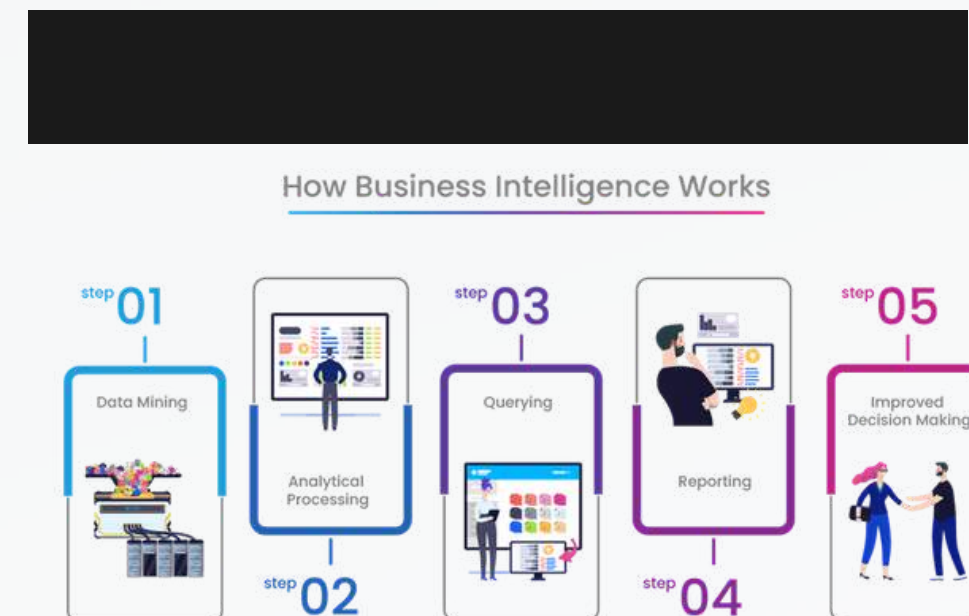 How Business Intelligence Works
step 01
Data Mining
Analytical
Processing
step 02
step 03
Querying
Reporting
step 04
step 05
Improved
Decision Making